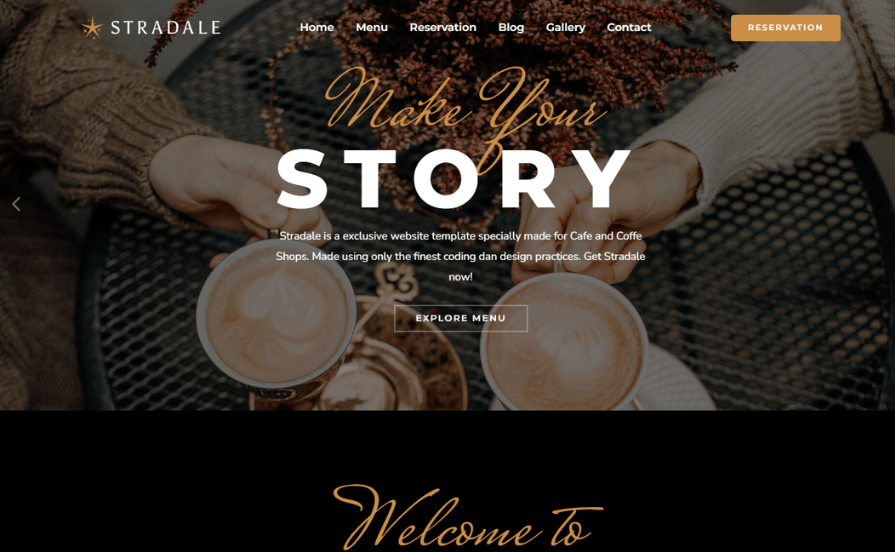 STRADALE
Home Menu Reservation Blog Gallery Contact
RESERVATION
Make Your
STORY
Stradale is a exclusive website template specially made for Cafe and Coffe
Shops. Made using only the finest coding dan design practices. Get Stradale
now!
EXPLORE MENU
Welcome to